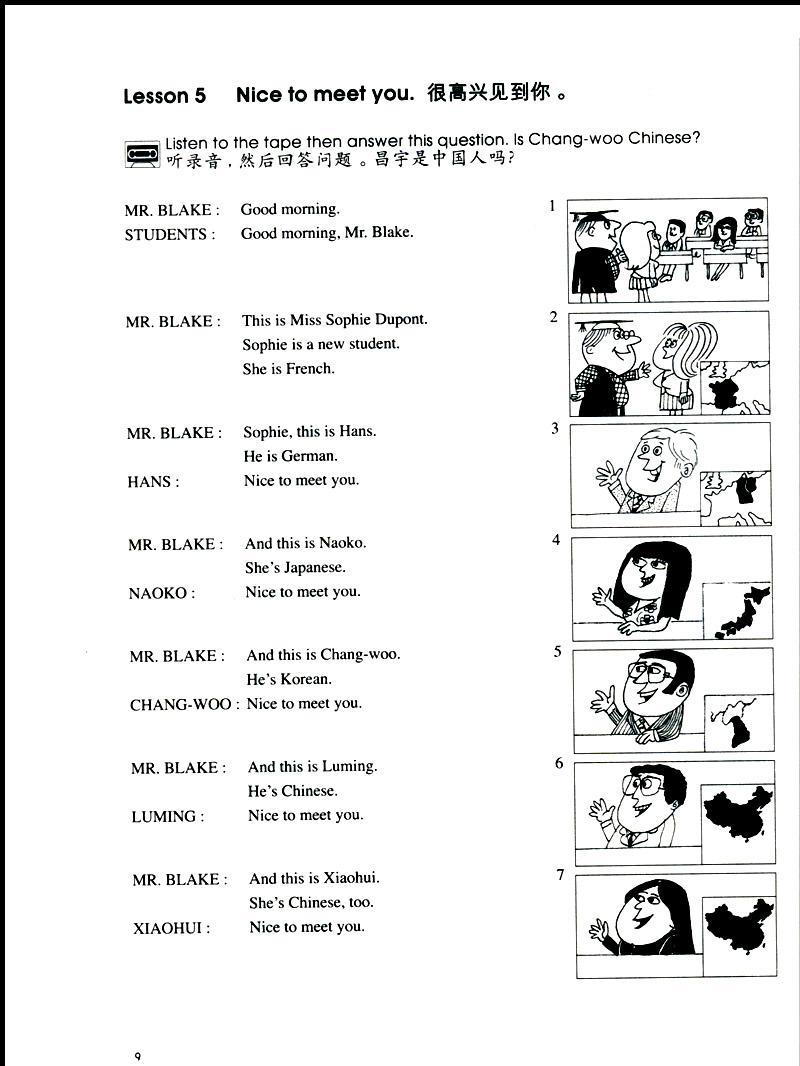 Lesson 5 Nice to meet you. 很高兴见到你。
Listen to the tape then answer this question. Is Chang-woo Chinese?
听录音，然后回答问题。昌宇是中国人吗?
MR. BLAKE : Good morning.
1
STUDENTS : Good morning, Mr. Blake.
MR. BLAKE : This is Miss Sophie Dupont.
2
Sophie is a new student.
She is French.
MR. BLAKE : Sophie, this is Hans.
3
He is German.
HANS : Nice to meet you.
MR. BLAKE : And this is Naoko.
4
She's Japanese.
NAOKO : Nice to meet you.
MR. BLAKE : And this is Chang-woo.
5
He's Korean.
CHANG-WOO : Nice to meet you.
MR. BLAKE : And this is Luming.
6
He's Chinese.
LUMING : Nice to meet you.
MR. BLAKE : And this is Xiaohui.
7
She's Chinese, too.
XIAOHUI : Nice to meet you.
9